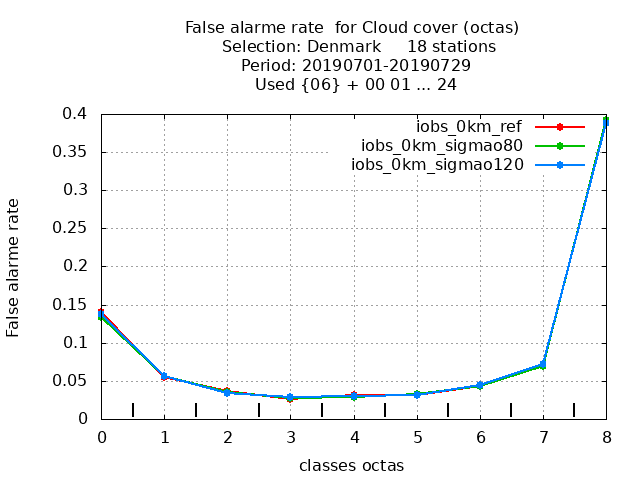 False alarme rate  for Cloud cover (octas)
Selection: Denmark     18 stations
Period: 20190701-20190729
Used {06} + 00 01 ... 24
iobs_0km_ref
iobs_0km_sigmao80
iobs_0km_sigmao120
False alarme rate
0.4
0.35
0.3
0.25
0.2
0.15
0.1
0.05
0
0 1 2 3 4 5 6 7 8
classes octas